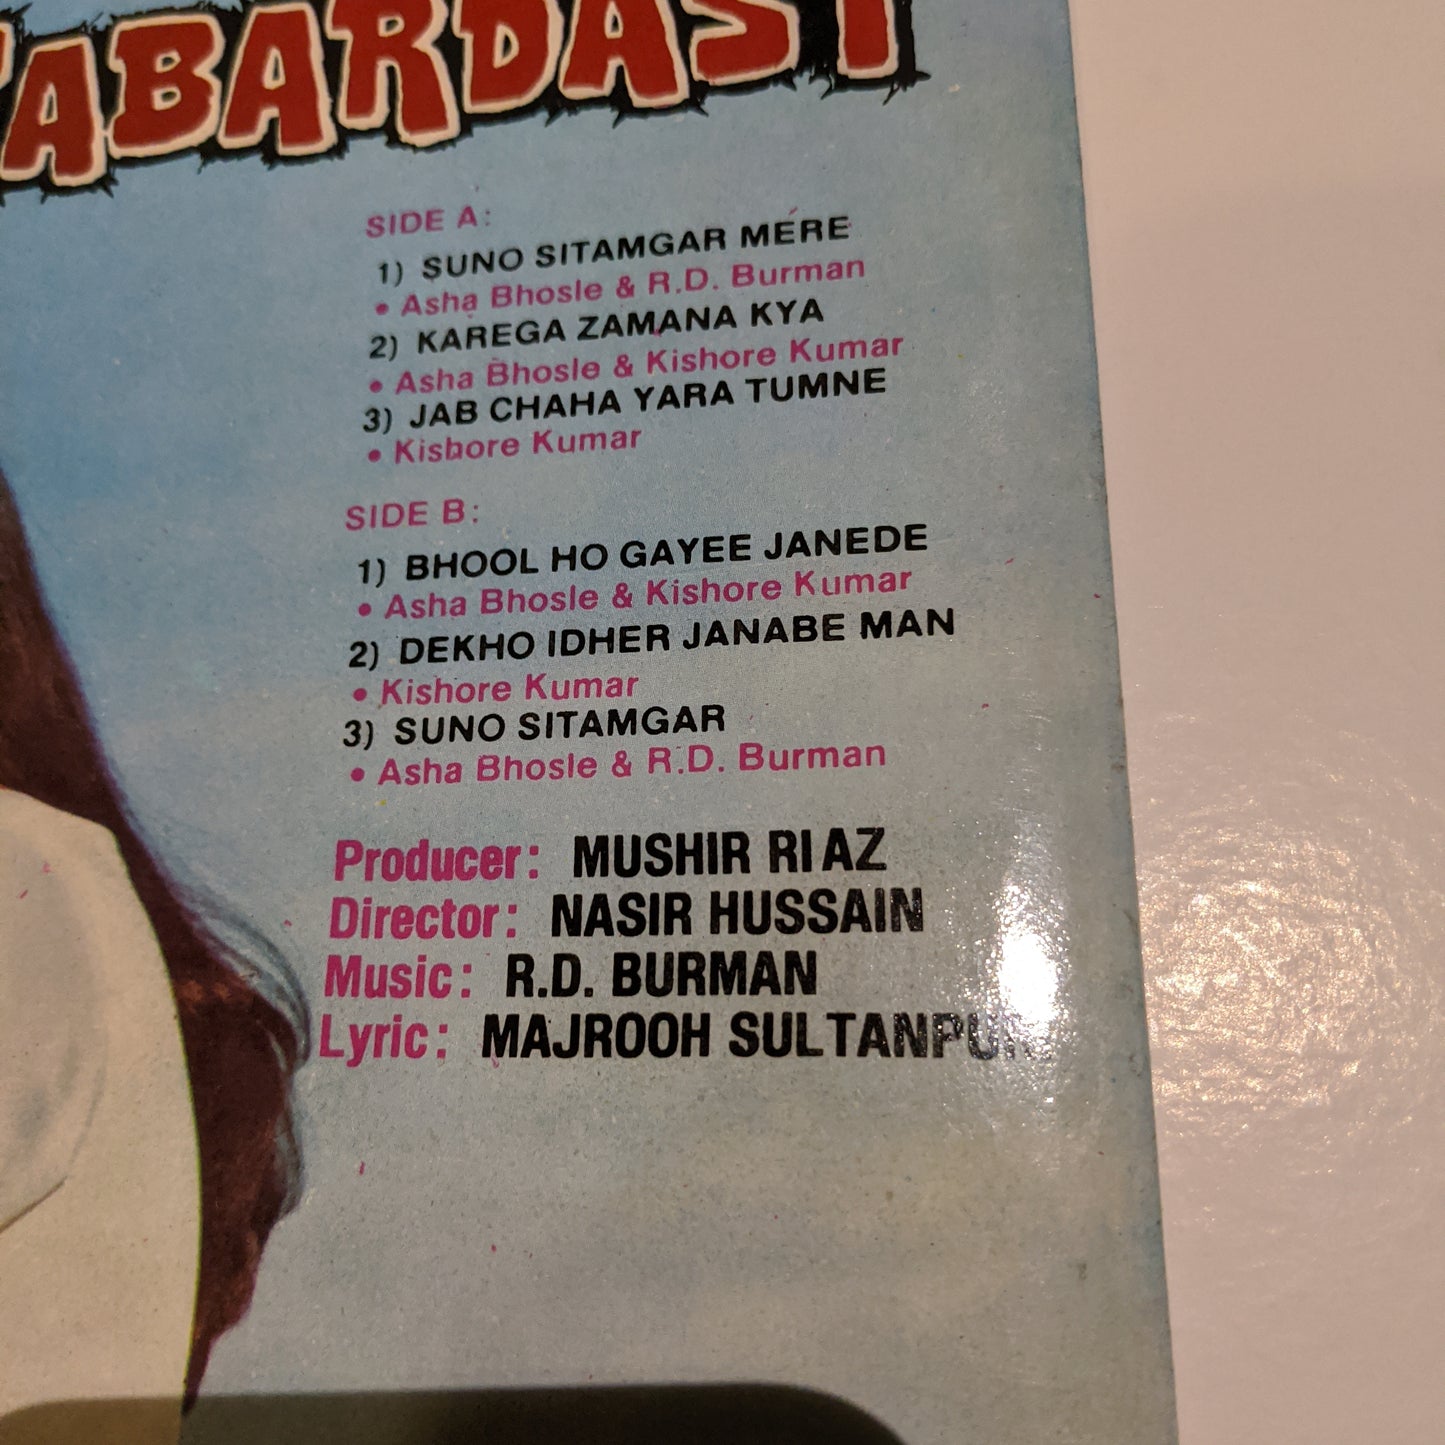 ABARDAST
SIDE A:
1) SUNO SITAMGAR MERE
• Asha Bhosle & R.D. Burman
2) KAREGA ZAMANA KYA
• Asha Bhosle & Kishore Kumar
3) JAB CHAHA YARA TUMNE
• Kishore Kumar
SIDE B:
1) BHOOL HO GAYEE JANEDE
• Asha Bhosle & Kishore Kumar
2) DEKHO IDHER JANABE MAN
• Kishore Kumar
3) SUNO SITAMGAR
• Asha Bhosle & R.D. Burman
Producer: MUSHIR RIAZ
Director: NASIR HUSSAIN
Music: R.D. BURMAN
Lyric: MAJROOH SULTANPURI